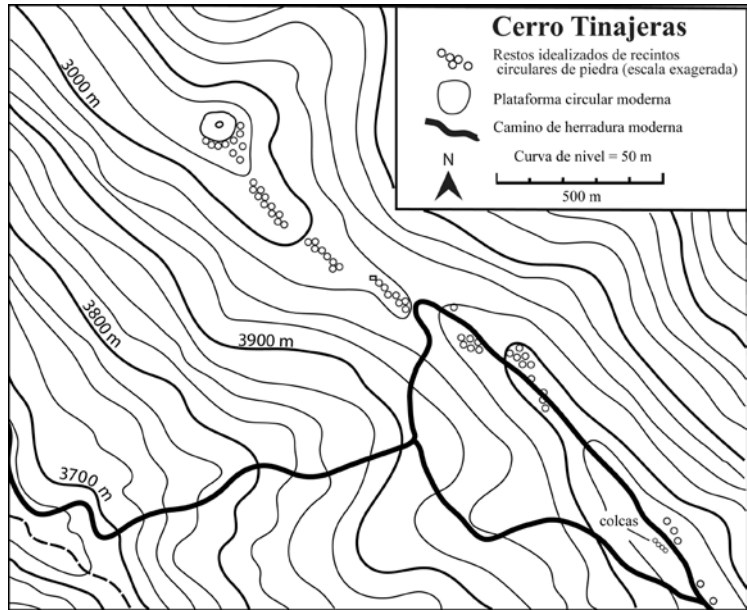 Cerro Tinajeras
Restos idealizados de recintos
circulares de piedra (escala exagerada)
Plataforma circular moderna
Camino de herradura moderna
Curva de nivel = 50 m
N
500 m
3000 m
3800 m
3900 m
3700 m
colcas